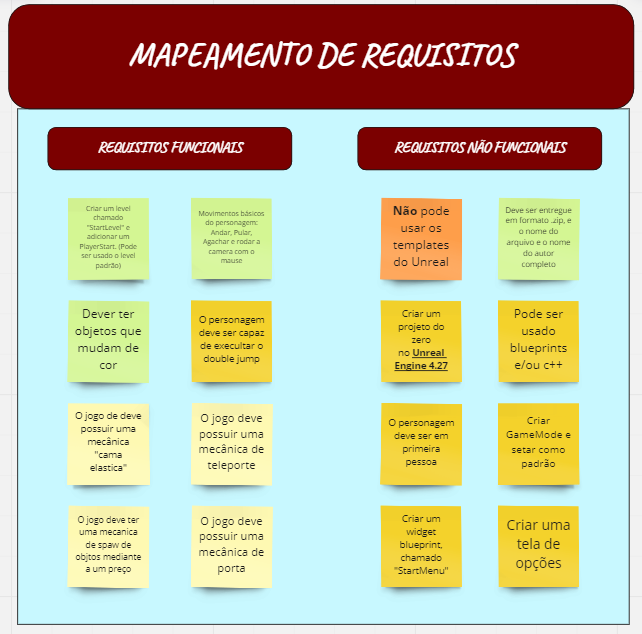 MAPEAMENTO DE REQUISITOS
REQUISITOS FUNCIONAIS
REQUISITOS NÃO FUNCIONAIS
Criar um level
chamado
"StartLevel" e
adicionar um
PlayerStart. (Pode
ser usado o level
padrão)
Movimentos básicos
do personagem:
Andar, Pular,
Agachar e rodar a
camera com o
mouse
Não pode
usar os
templates
do Unreal
Deve ser entregue
em formato .zip, e
o nome do
arquivo e o nome
do autor
completo
Dever ter
objetos que
mudam de
cor
O personagem
deve ser capaz
de execultar o
double jump
Criar um
projeto do
zero
no Unreal
Engine 4.27
Pode ser
usado
blueprints
e/ou c++
O jogo de deve
possuir uma
mecânica
"cama
elastica"
O jogo deve
possuir uma
mecânica de
teleporte
O personagem
deve ser em
primeira
pessoa
Criar
GameMode e
setar como
padrão
O jogo deve ter
uma mecanica
de spaw de
objtos mediante
a um preço
O jogo deve
possuir uma
mecânica de
porta
Criar um
widget
blueprint,
chamado
"StartMenu"
Criar uma
tela de
opções